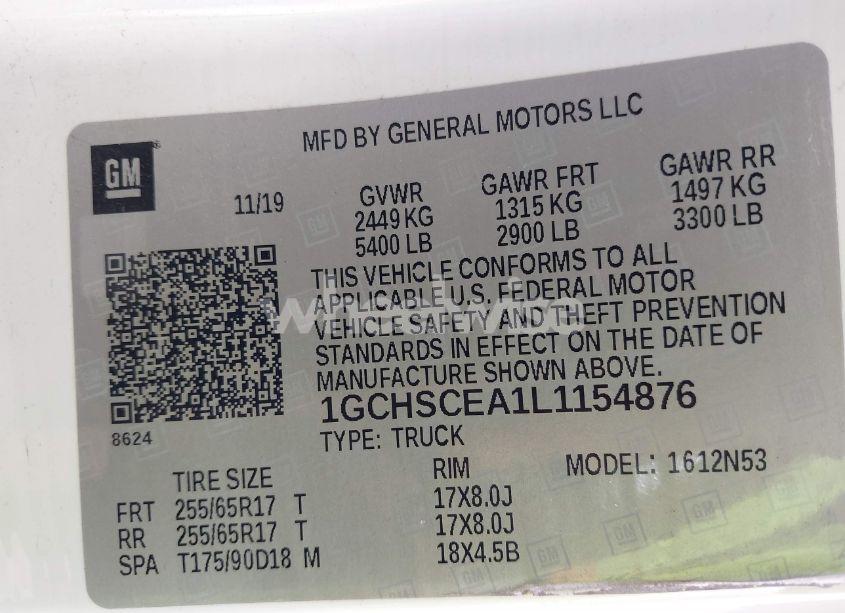 MFD BY GENERAL MOTORS LLC
GM
11/19
GVWR
2449 KG
5400 LB
GAWR FRT
1315 KG
2900 LB
GAWR RR
1497 KG
3300 LB
THIS VEHICLE CONFORMS TO ALL
APPLICABLE U.S. FEDERAL MOTOR
VEHICLE SAFETY AND THEFT PREVENTION
STANDARDS IN EFFECT ON THE DATE OF
MANUFACTURE SHOWN ABOVE.
1GCHSCEA1L1154876
8624
TYPE: TRUCK
MODEL: 1612N53
TIRE SIZE RIM
FRT 255/65R17 T 17X8.0J
RR 255/65R17 T 17X8.0J
SPA T175/90D18 M 18X4.5B